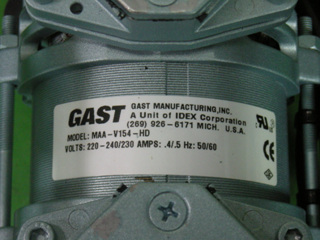 GAST
GAST MANUFACTURING, INC.
A Unit of IDEX Corporation
(269) 926-6171 MICH. U.S.A.
MODEL: MAA-V154-HD
VOLTS: 220-240/230 AMPS: .4/.5 Hz: 50/60
CE